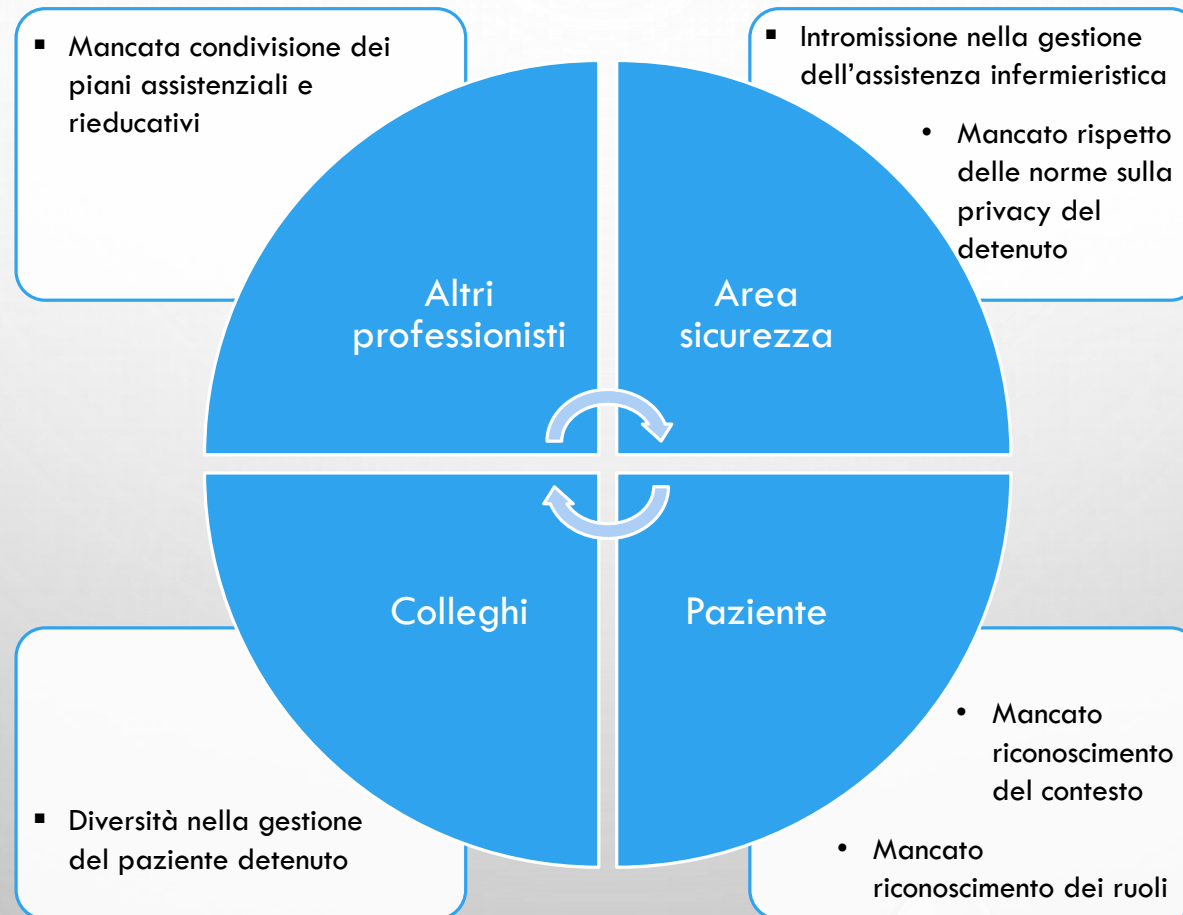 ▪ Mancata condivisione dei
piani assistenziali e
rieducativi
▪ Intromissione nella gestione
dell’assistenza infermieristica
• Mancato rispetto
delle norme sulla
privacy del
detenuto
Altri
professionisti
Area
sicurezza
Colleghi
Paziente
▪ Diversità nella gestione
del paziente detenuto
• Mancato
riconoscimento
del contesto
• Mancato
riconoscimento dei ruoli